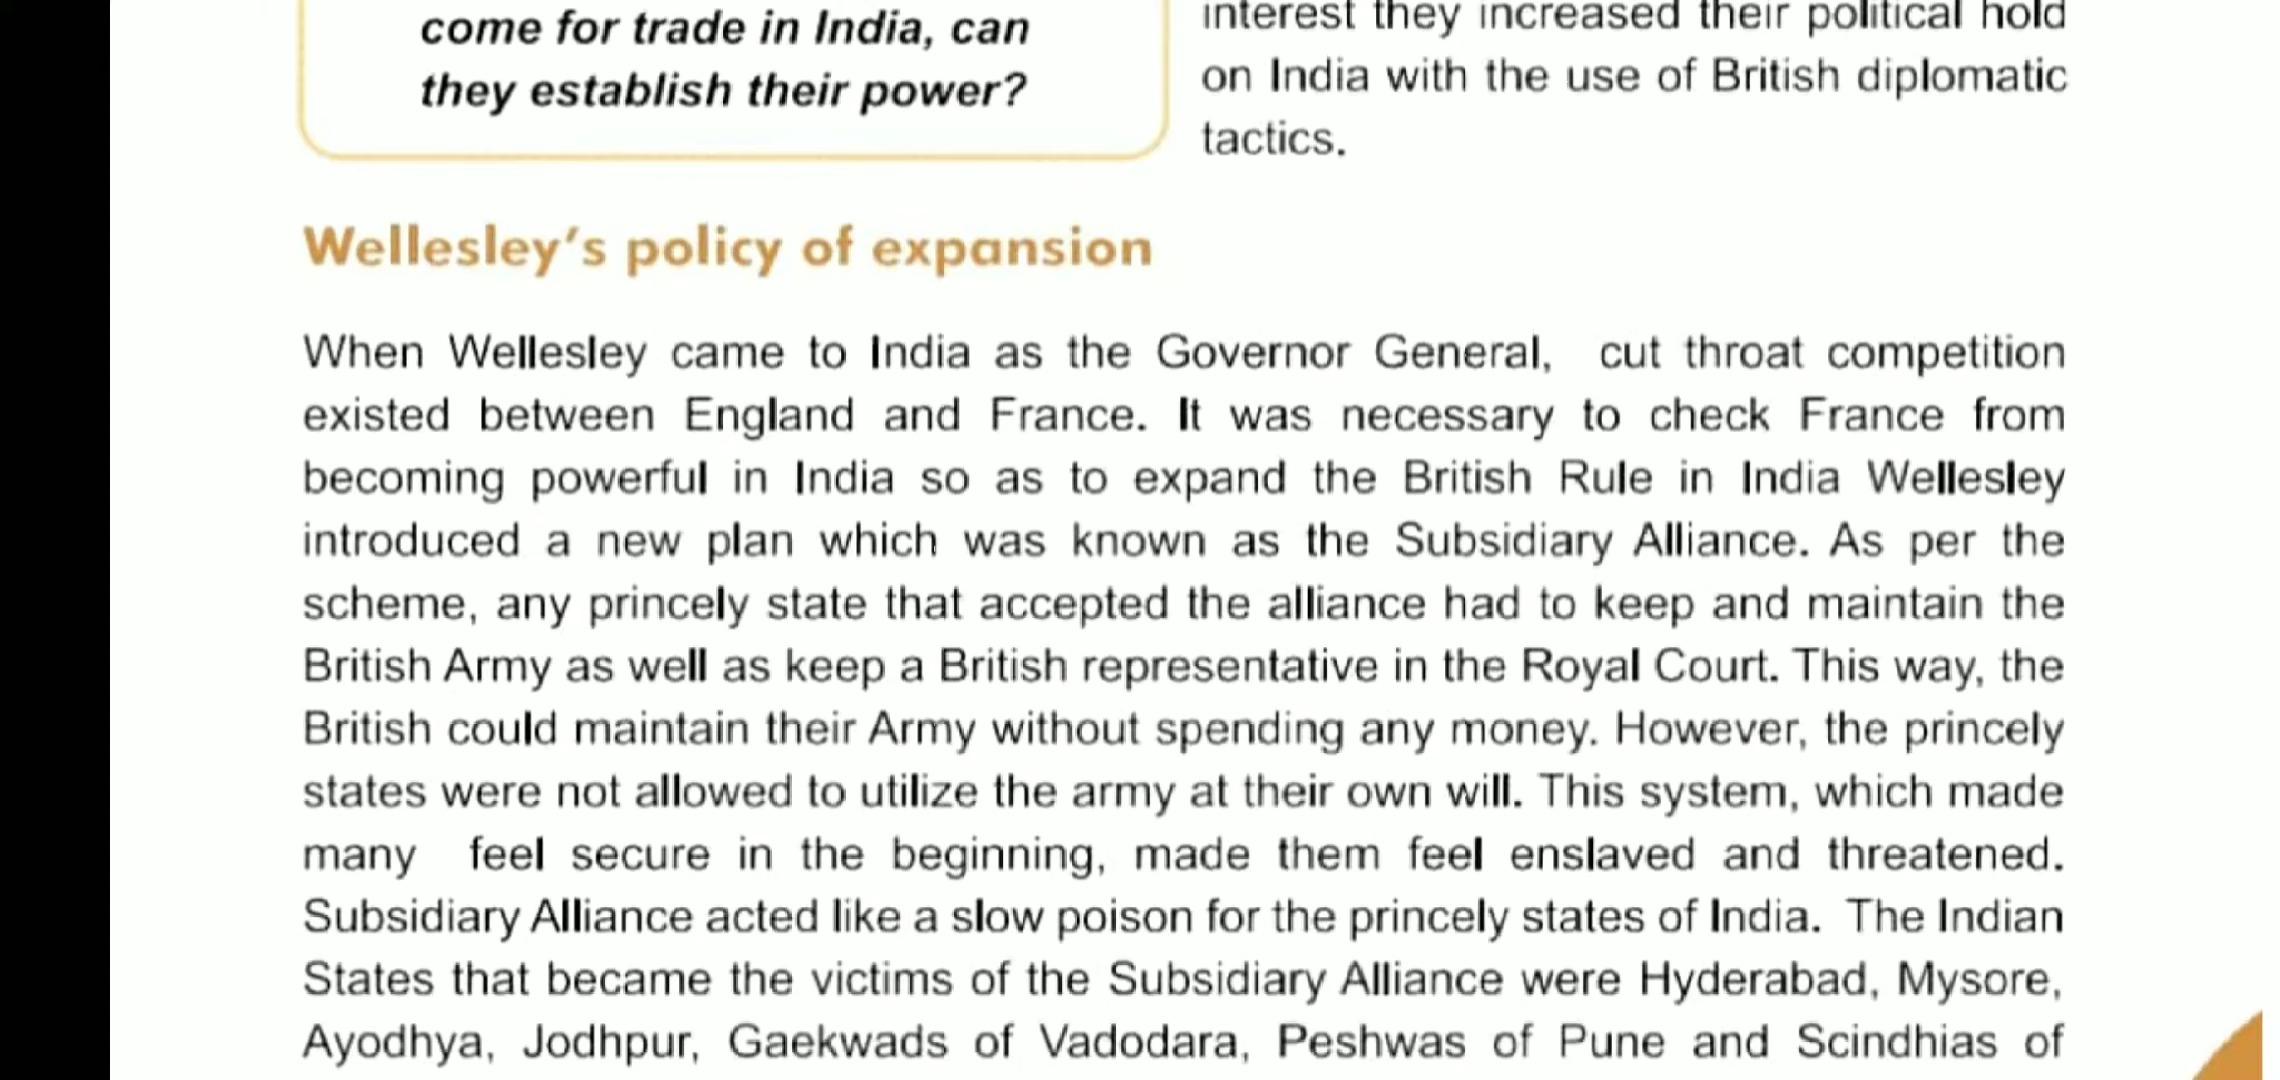 come for trade in India, can
they establish their power?
interest they increased their political hold
on India with the use of British diplomatic
tactics.
Wellesley's policy of expansion
When Wellesley came to India as the Governor General, cut throat competition
existed between England and France. It was necessary to check France from
becoming powerful in India so as to expand the British Rule in India Wellesley
introduced a new plan which was known as the Subsidiary Alliance. As per the
scheme, any princely state that accepted the alliance had to keep and maintain the
British Army as well as keep a British representative in the Royal Court. This way, the
British could maintain their Army without spending any money. However, the princely
states were not allowed to utilize the army at their own will. This system, which made
many feel secure in the beginning, made them feel enslaved and threatened.
Subsidiary Alliance acted like a slow poison for the princely states of India. The Indian
States that became the victims of the Subsidiary Alliance were Hyderabad, Mysore,
Ayodhya, Jodhpur, Gaekwads of Vadodara, Peshwas of Pune and Scindhias of